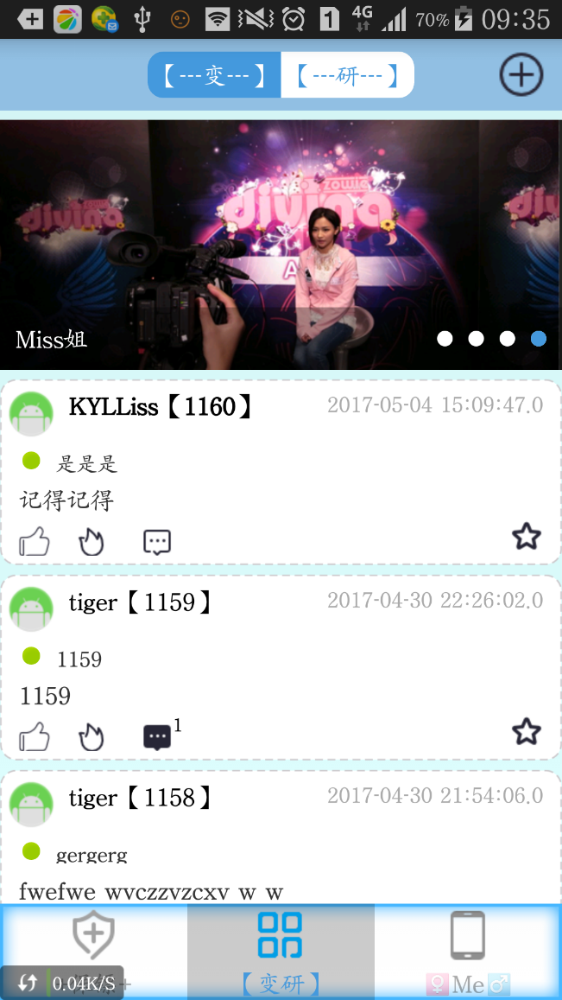 4G 70% 09:35
【---变---】 【---研---】
zowie
divina
Miss姐
KYLLiss【1160】 2017-05-04 15:09:47.0
是是是
记得记得
tiger【1159】 2017-04-30 22:26:02.0
1159
1159
1
tiger【1158】 2017-04-30 21:54:06.0
gergerg
fwefwe wvczzvzcxv w w
0.04K/S +
【变研】
♀Me♂